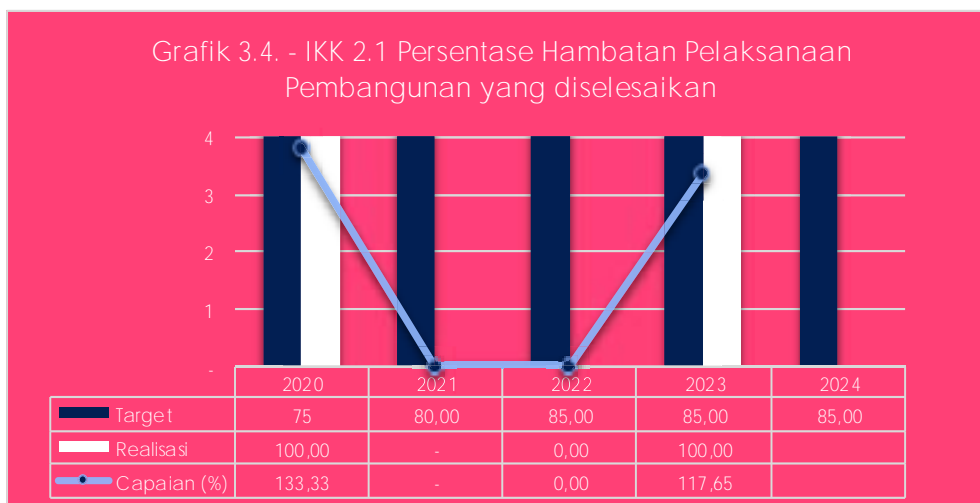 Grafik 3.4. - IKK 2.1 Persentase Hambatan Pelaksanaan
Pembangunan yang diselesaikan
4
3
2
1
-
2020 2021 2022 2023 2024
Target 75 80,00 85,00 85,00 85,00
Realisasi 100,00 - 0,00 100,00
Capaian (%) 133,33 - 0,00 117,65